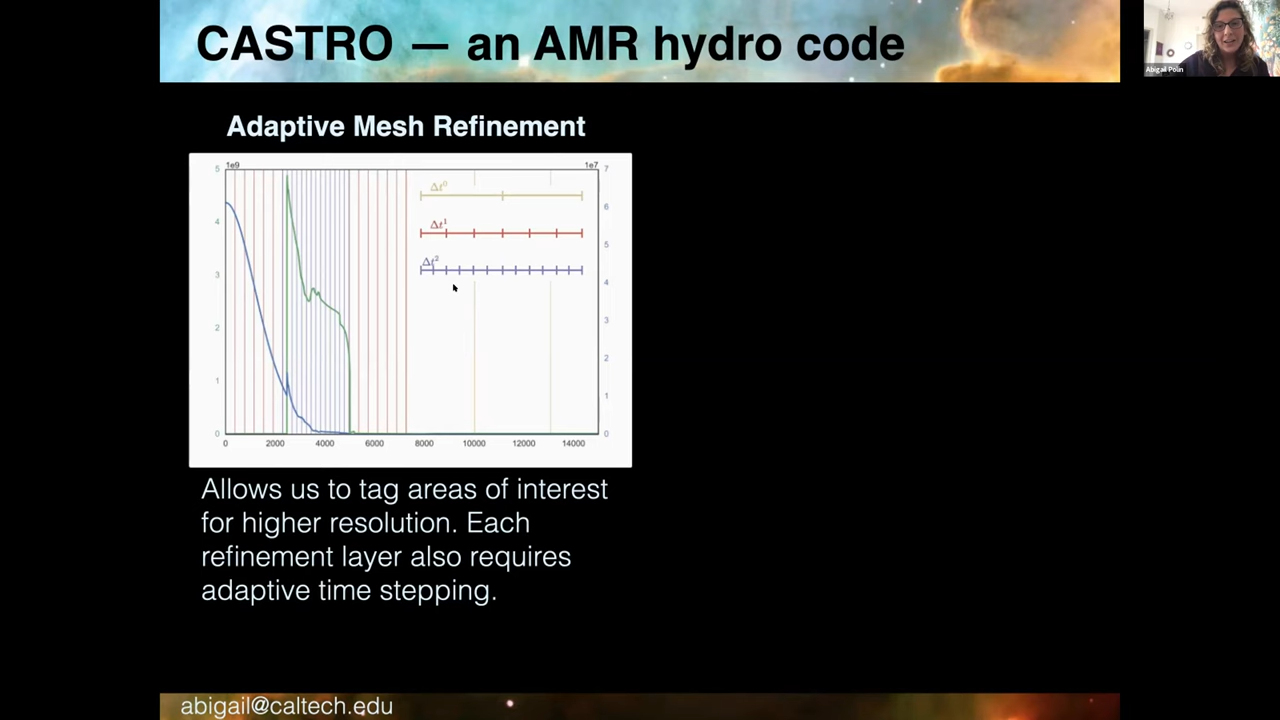 CASTRO — an AMR hydro code
Abigail Polin
Adaptive Mesh Refinement
1e9 1e7
5 7
4 6
3 5
2 4
1 3
0 2
1
0
Δt⁰
Δt¹
Δt²
0 2000 4000 6000 8000 10000 12000 14000
Allows us to tag areas of interest
for higher resolution. Each
refinement layer also requires
adaptive time stepping.
abigail@caltech.edu